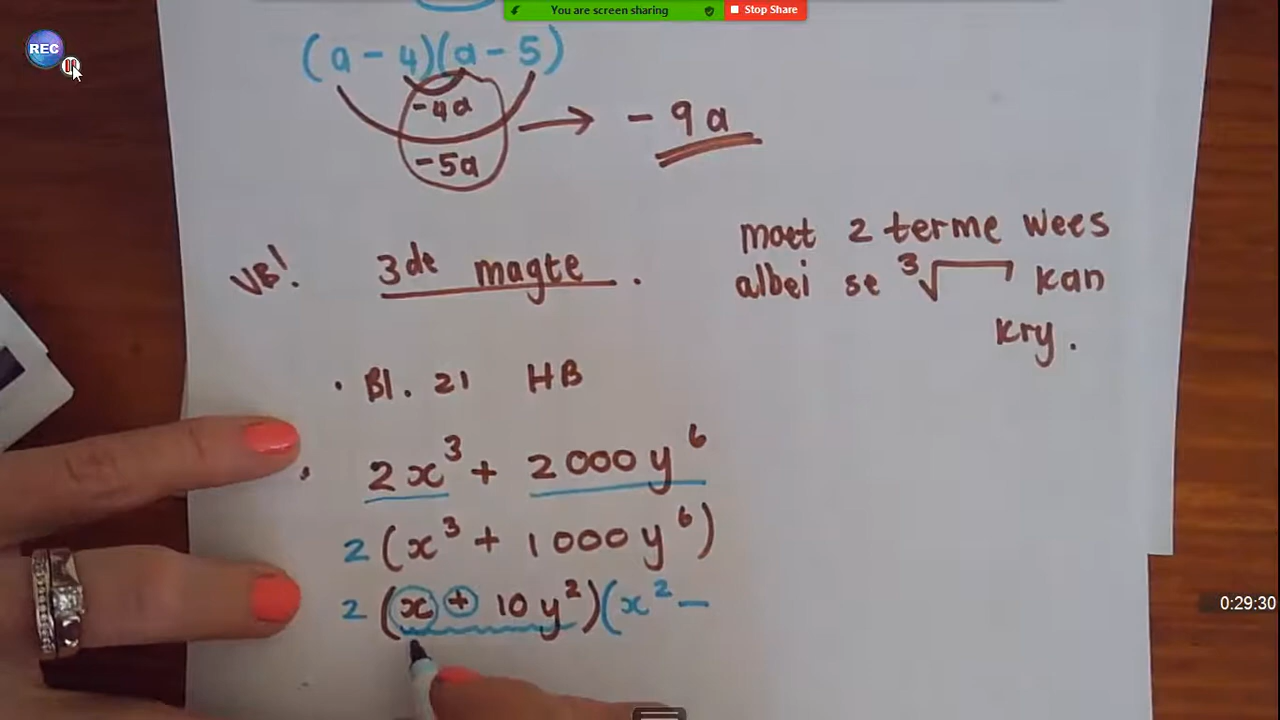 You are screen sharing Stop Share
REC
(a - 4)(a - 5)
-4a
-5a
→ - 9a
VB! 3de magte.
moet 2 terme wees
albei se ³√ kan
kry.
• Bl. 21 HB
• 2x³ + 2000y⁶
2(x³ + 1000y⁶)
2(x + 10y²)(x² -
0:29:30